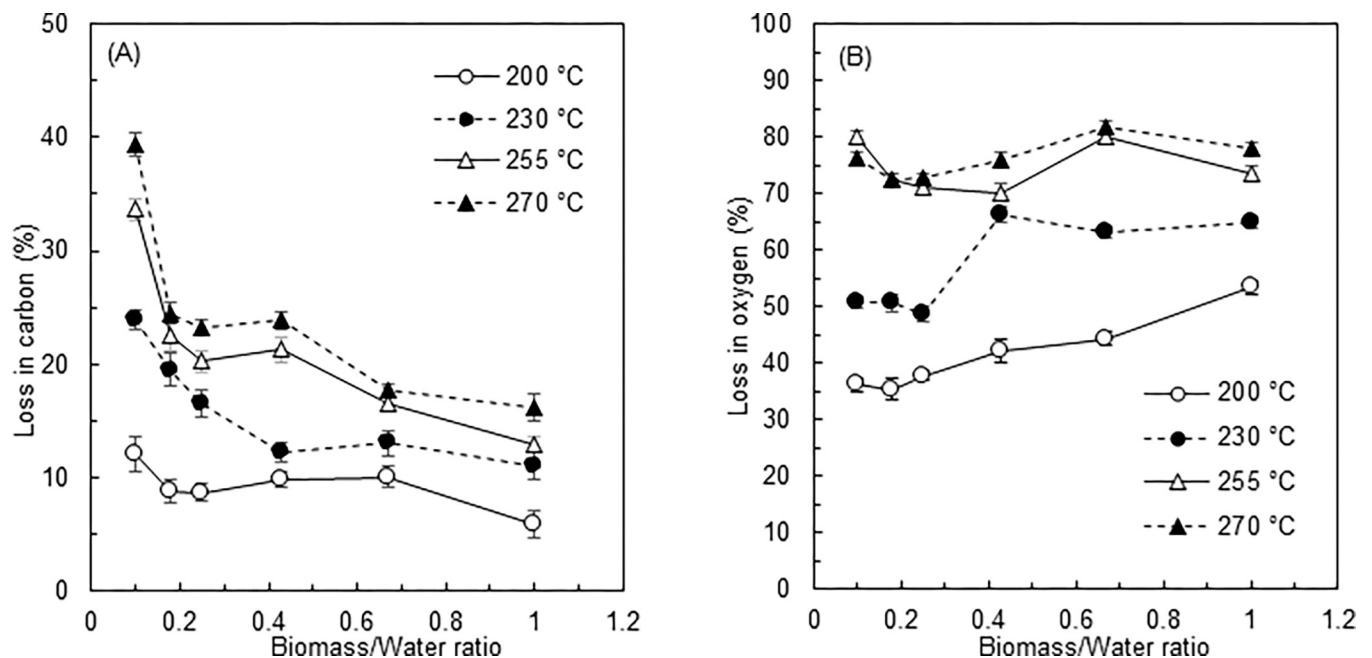 (A)
Loss in carbon (%)
50
40
30
20
10
0
200 °C
230 °C
255 °C
270 °C
0 0.2 0.4 0.6 0.8 1 1.2
Biomass/Water ratio
(B)
Loss in oxygen (%)
100
90
80
70
60
50
40
30
20
10
0
200 °C
230 °C
255 °C
270 °C
0 0.2 0.4 0.6 0.8 1 1.2
Biomass/Water ratio